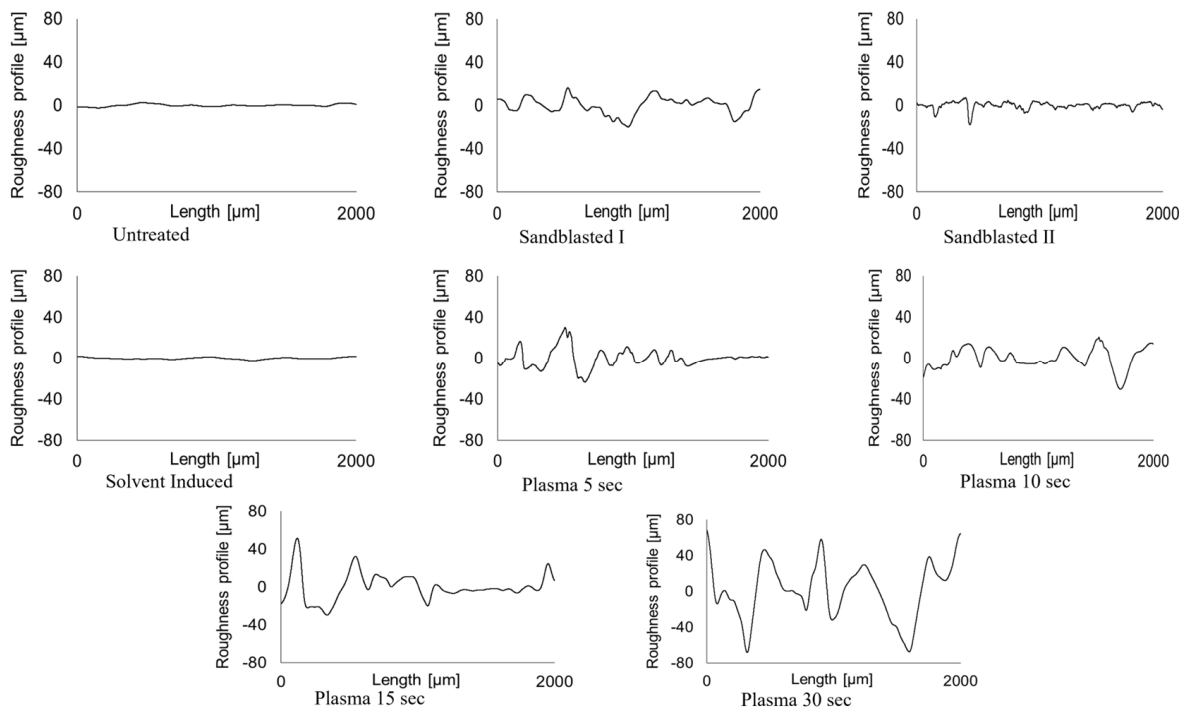 Roughness profile [µm]
80
40
0
-40
-80
0
Length [µm]
2000
Untreated
Roughness profile [µm]
80
40
0
-40
-80
0
Length [µm]
2000
Sandblasted I
Roughness profile [µm]
80
40
0
-40
-80
0
Length [µm]
2000
Sandblasted II
Roughness profile [µm]
80
40
0
-40
-80
0
Length [µm]
2000
Solvent Induced
Roughness profile [µm]
80
40
0
-40
-80
0
Length [µm]
2000
Plasma 5 sec
Roughness profile [µm]
80
40
0
-40
-80
0
Length [µm]
2000
Plasma 10 sec
Roughness profile [µm]
80
40
0
-40
-80
0
Length [µm]
2000
Plasma 15 sec
Roughness profile [µm]
80
40
0
-40
-80
0
Length [µm]
2000
Plasma 30 sec